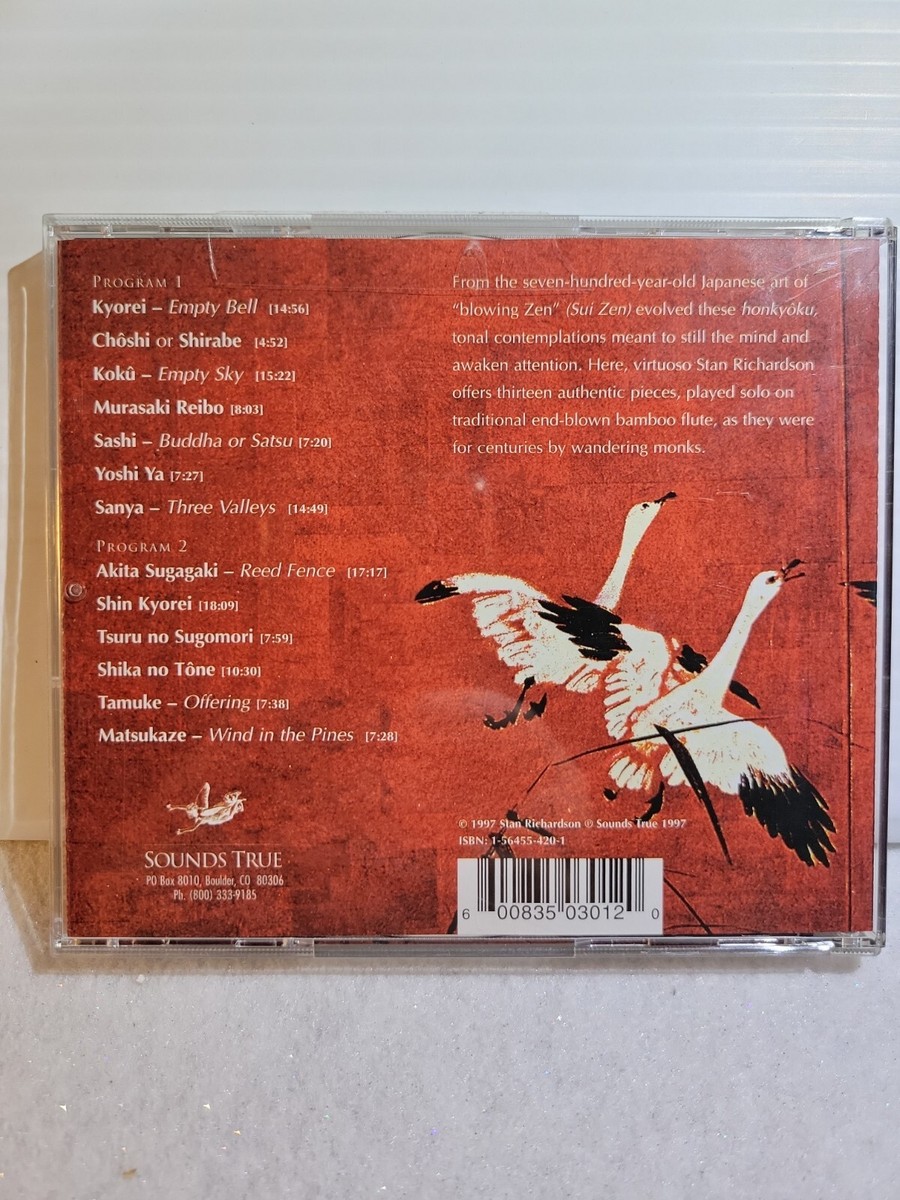 PROGRAM 1
Kyorei – Empty Bell [14:56]
Chôshi or Shirabe [4:52]
Kokû – Empty Sky [15:22]
Murasaki Reibo [8:03]
Sashi – Buddha or Satsu [7:20]
Yoshi Ya [7:27]
Sanya – Three Valleys [14:49]
PROGRAM 2
Akita Sugagaki – Reed Fence [17:17]
Shin Kyorei [18:09]
Tsuru no Sugomori [7:59]
Shika no Tône [10:30]
Tamuke – Offering [7:38]
Matsukaze – Wind in the Pines [7:28]
SOUNDS TRUE
PO Box 8010, Boulder, CO 80306
Ph. (800) 333-9185
From the seven-hundred-year-old Japanese art of
“blowing Zen” (Sui Zen) evolved these honkyóku,
tonal contemplations meant to still the mind and
awaken attention. Here, virtuoso Stan Richardson
offers thirteen authentic pieces, played solo on
traditional end-blown bamboo flute, as they were
for centuries by wandering monks.
© 1997 Stan Richardson ℗ Sounds True 1997
ISBN: 1-56455-420-1
6 00835 03012 0